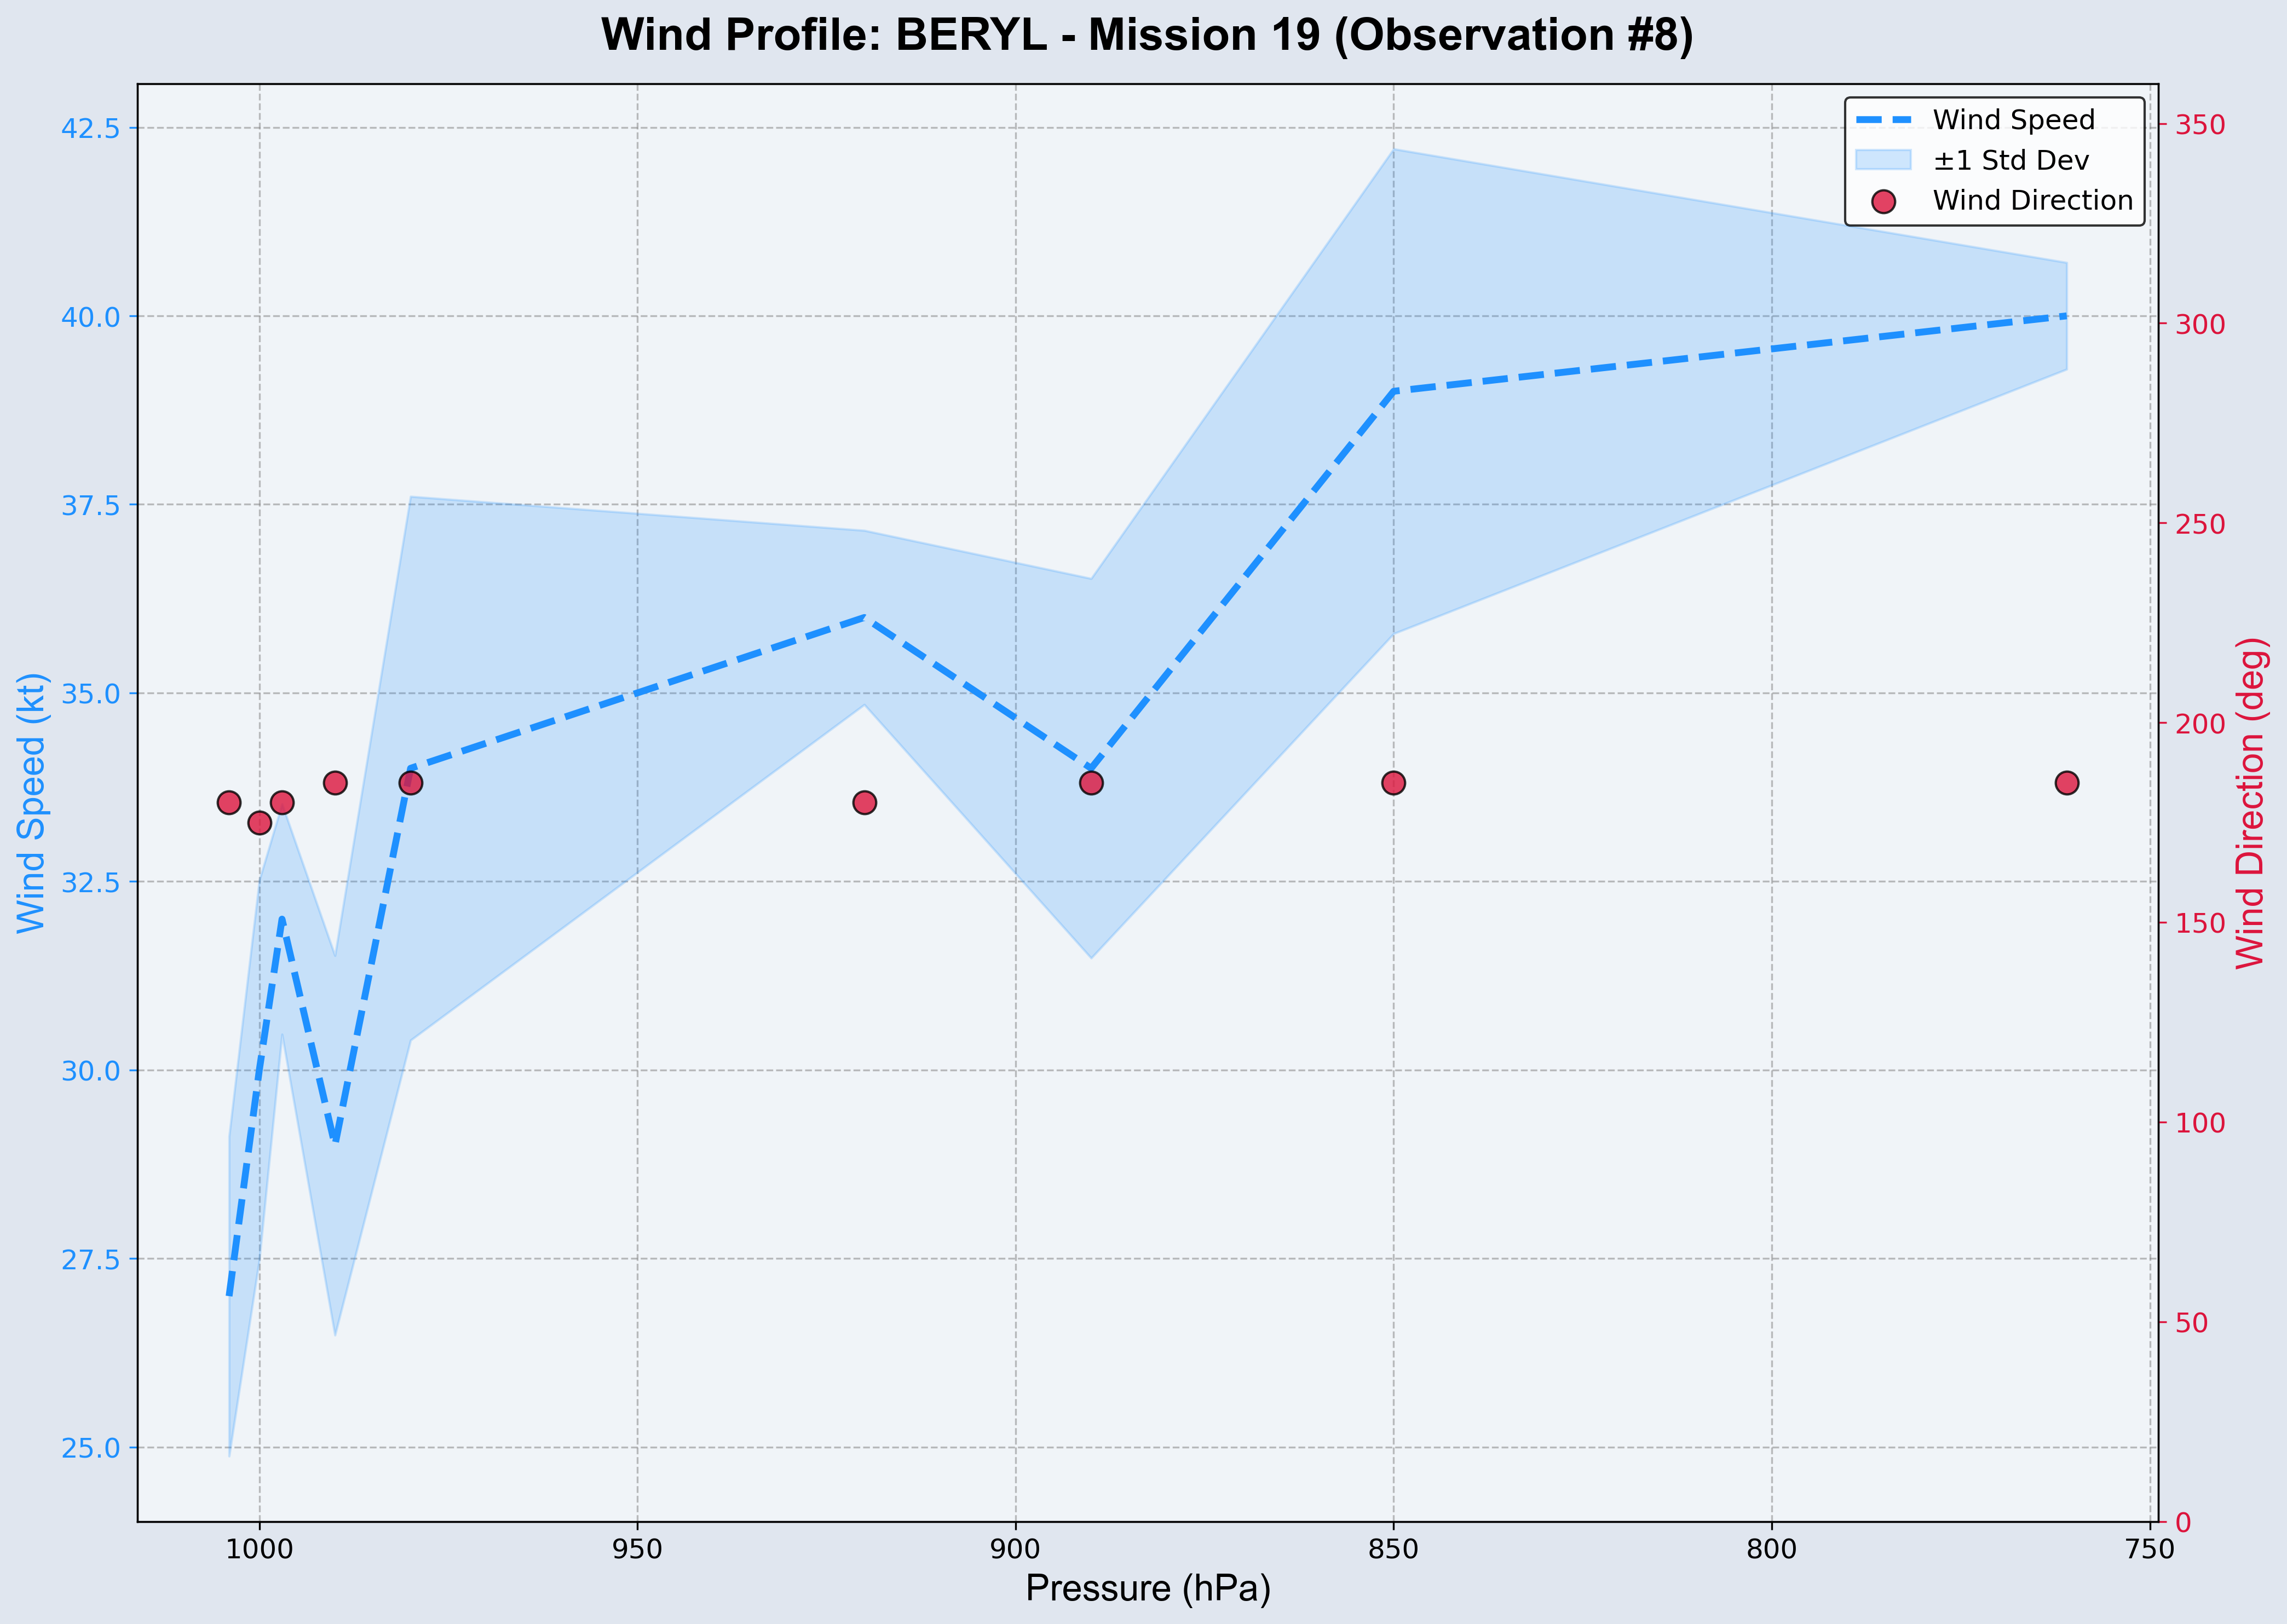 Wind Profile: BERYL - Mission 19 (Observation #8)
Wind Speed
±1 Std Dev
Wind Direction
42.5
40.0
37.5
35.0
32.5
30.0
27.5
25.0
Wind Speed (kt)
350
300
250
200
150
100
50
0
Wind Direction (deg)
1000 950 900 850 800 750
Pressure (hPa)